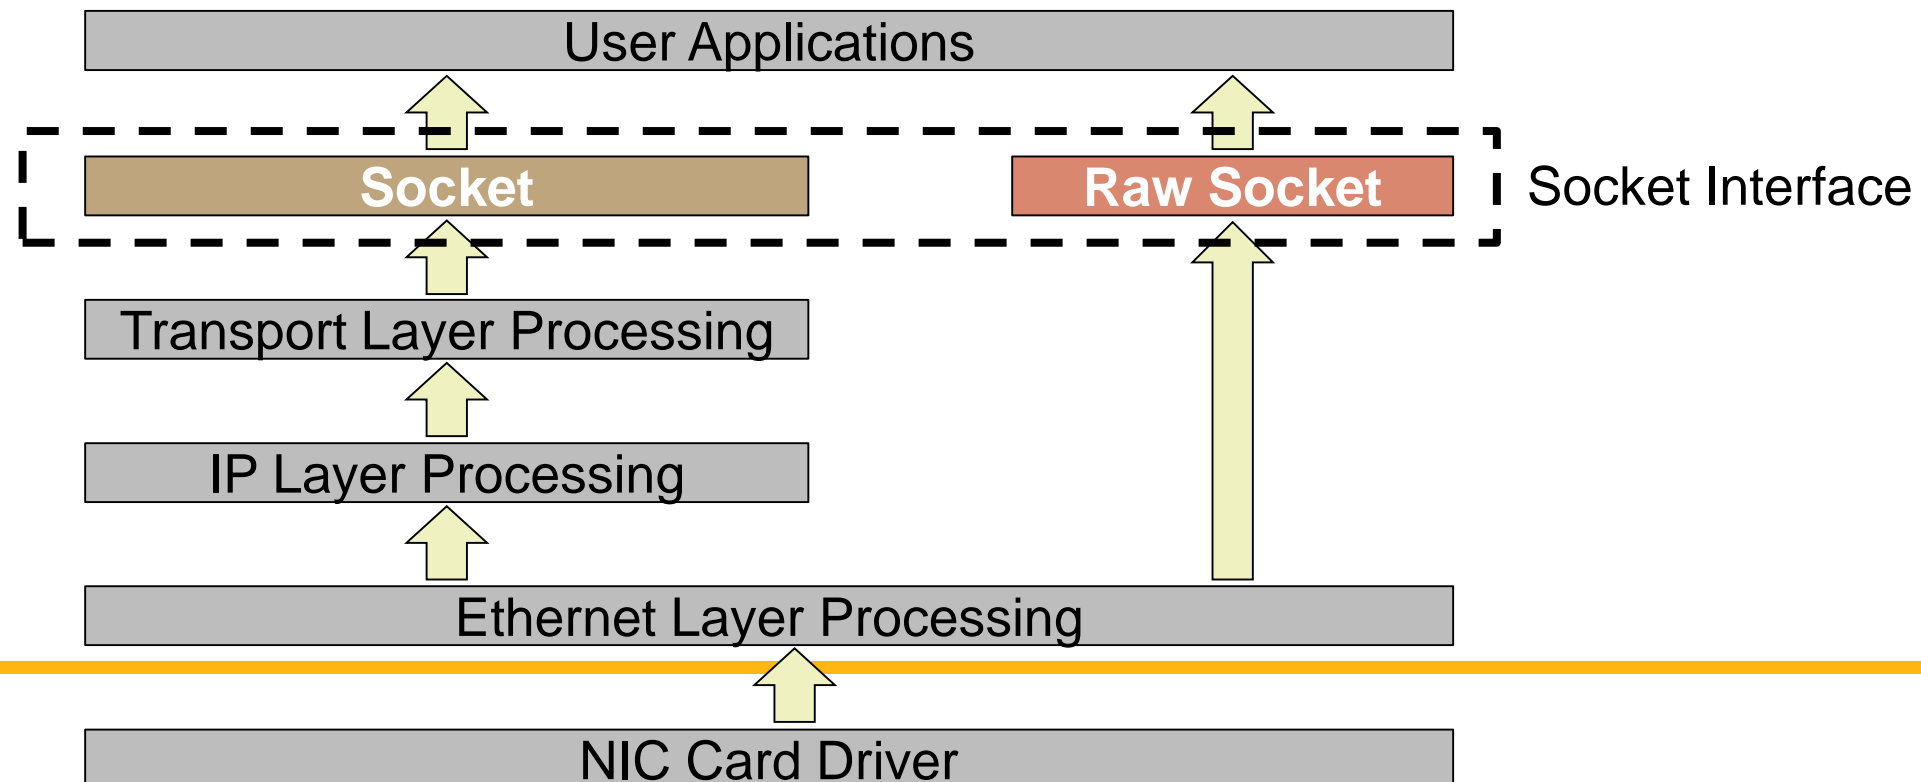 User Applications
Socket
Raw Socket
Socket Interface
Transport Layer Processing
IP Layer Processing
Ethernet Layer Processing
NIC Card Driver